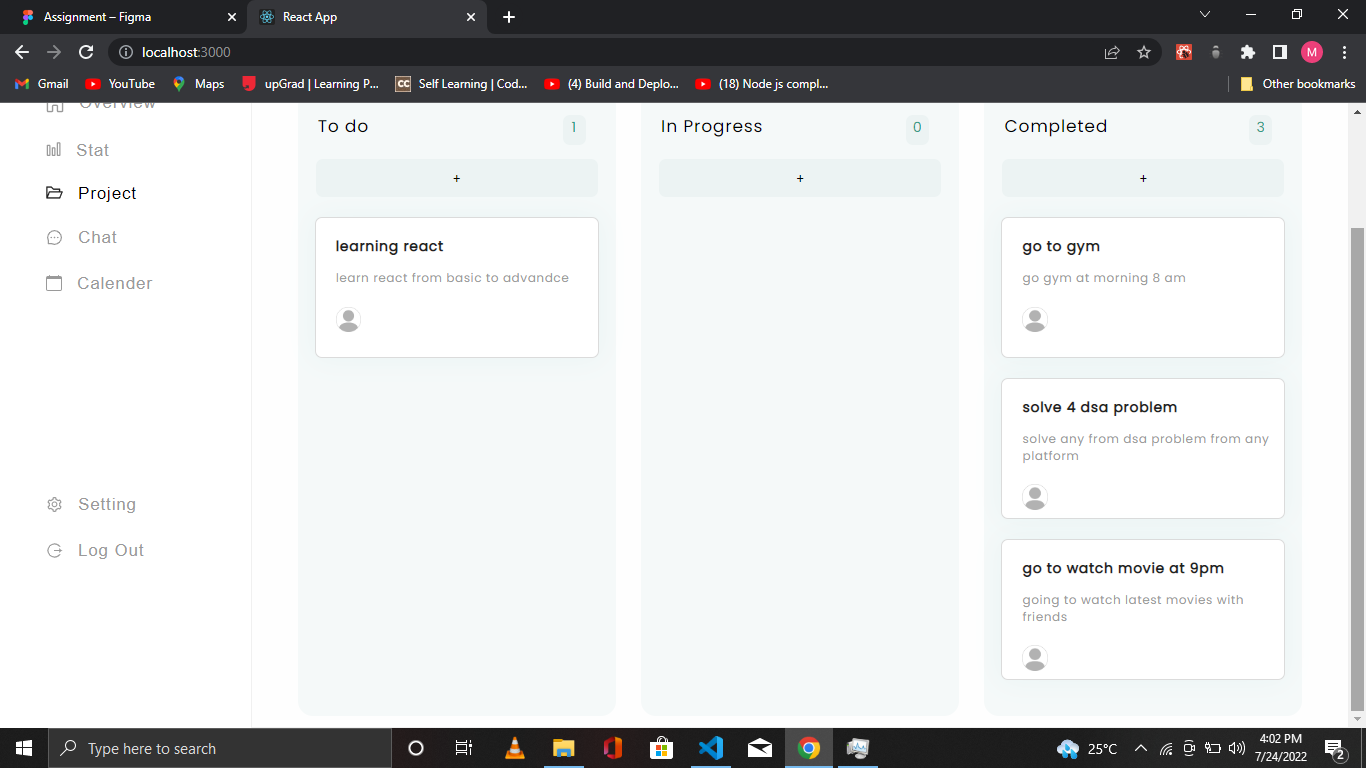 Assignment – Figma
React App
localhost:3000
Gmail
YouTube
Maps
upGrad | Learning P...
CC
Self Learning | Cod...
(4) Build and Deplo...
(18) Node js compl...
Other bookmarks
M
Overview
Stat
Project
Chat
Calender
Setting
Log Out
To do
1
+
learning react
learn react from basic to advandce
In Progress
0
+
Completed
3
+
go to gym
go gym at morning 8 am
solve 4 dsa problem
solve any from dsa problem from any
platform
go to watch movie at 9pm
going to watch latest movies with
friends
Type here to search
25°C
4:02 PM
7/24/2022
2